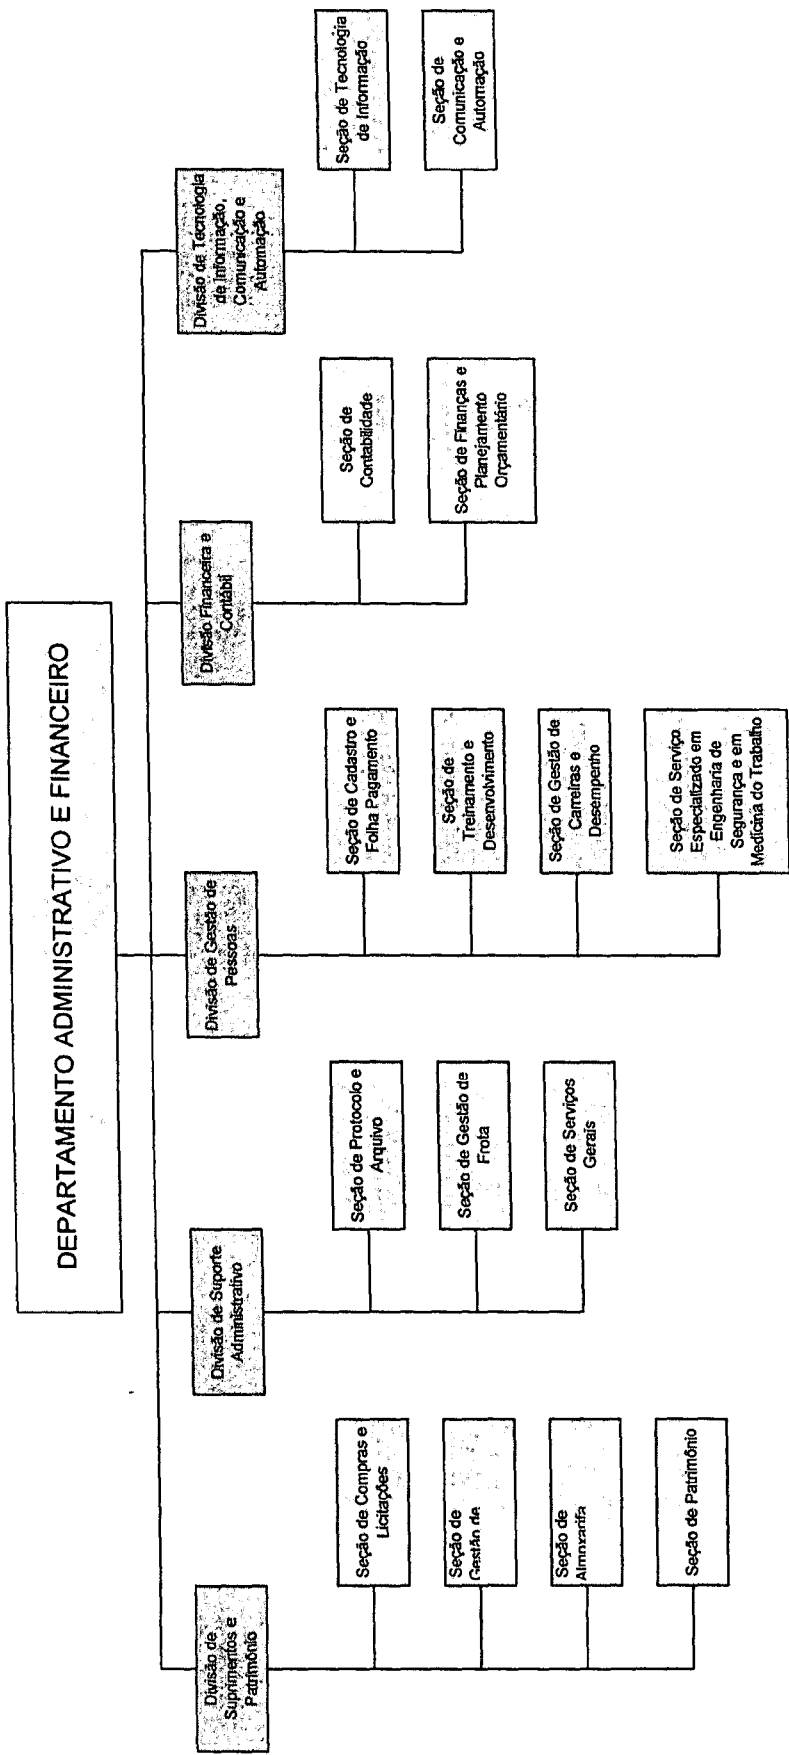 DEPARTAMENTO ADMINISTRATIVO E FINANCEIRO
Divisão de
Suprimentos e
Patrimônio
Seção de Compras e
Licitações
Seção de
Gestão de
Seção de
Almoxarifa
Seção de Patrimônio
Divisão de Suporte
Administrativo
Seção de Protocolo e
Arquivo
Seção de Gestão de
Frota
Seção de Serviços
Gerais
Divisão de Gestão de
Pessoas
Seção de Cadastro e
Folha Pagamento
Seção de
Treinamento e
Desenvolvimento
Seção de Gestão de
Carreiras e
Desempenho
Seção de Serviço
Especializado em
Engenharia de
Segurança e em
Medicina do Trabalho
Divisão Financeira e
Contábil
Seção de
Contabilidade
Seção de Finanças e
Planejamento
Orçamentário
Divisão de Tecnologia
de Informação,
Comunicação e
Automação
Seção de Tecnologia
de Informação
Seção de
Comunicação e
Automação